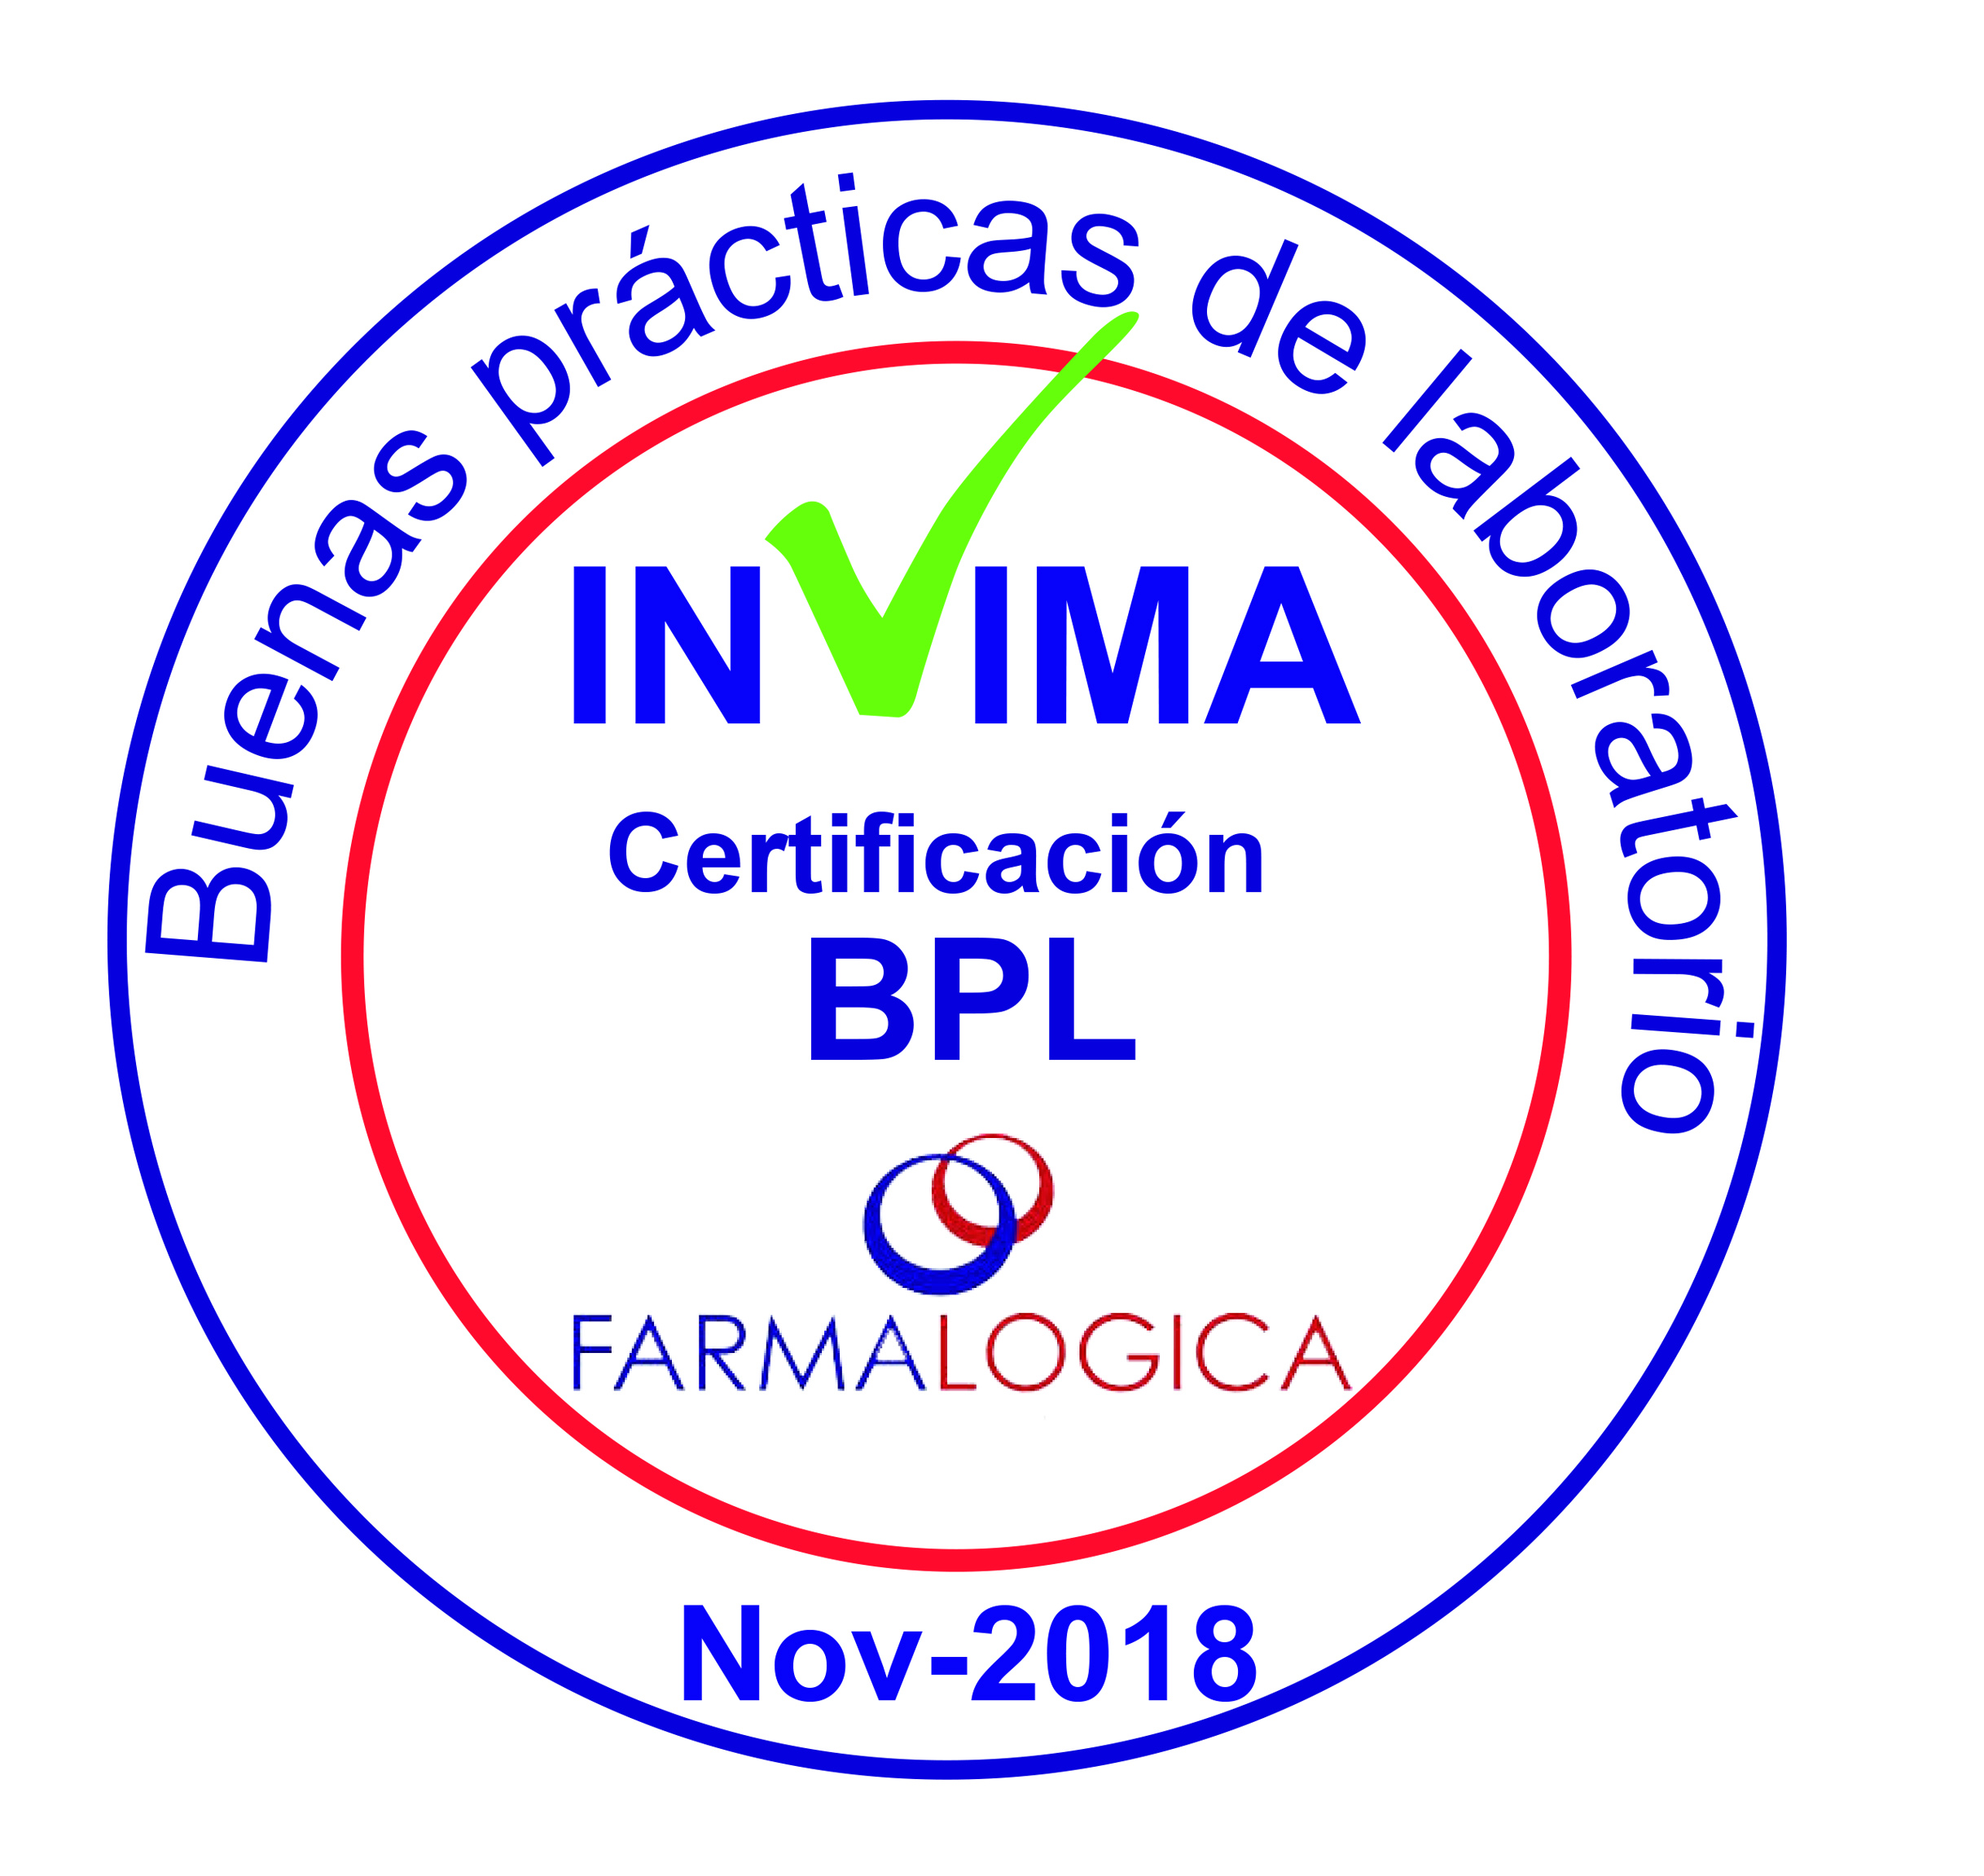 Buenas prácticas de laboratorio
INVIMA
Certificación
BPL
FARMALOGICA
Nov-2018